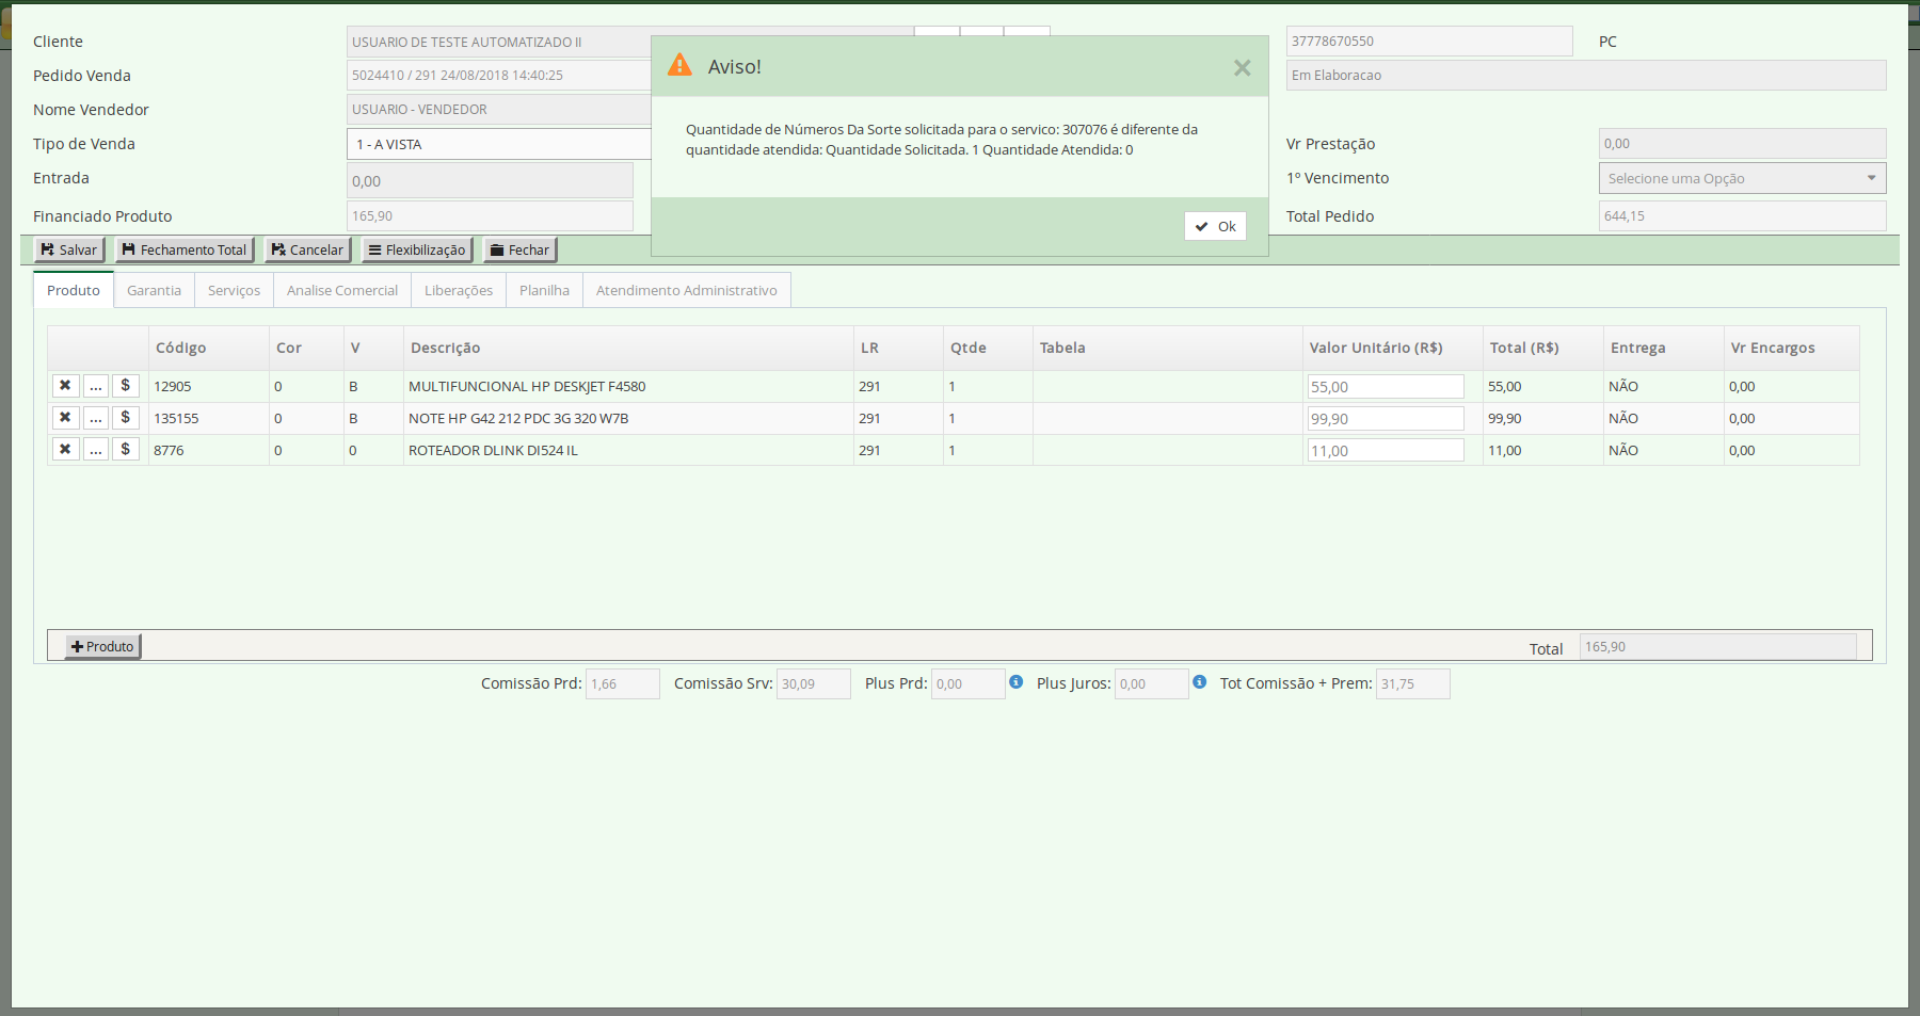 Cliente
USUARIO DE TESTE AUTOMATIZADO II
37778670550
PC
Pedido Venda
5024410 / 291 24/08/2018 14:40:25
Em Elaboracao
Nome Vendedor
USUARIO - VENDEDOR
Tipo de Venda
1 - A VISTA
Vr Prestação
0,00
Entrada
0,00
1º Vencimento
Selecione uma Opção
Financiado Produto
165,90
Total Pedido
644,15
Aviso!
Quantidade de Números Da Sorte solicitada para o servico: 307076 é diferente da
quantidade atendida: Quantidade Solicitada. 1 Quantidade Atendida: 0
Ok
Salvar Fechamento Total Cancelar Flexibilização Fechar
Produto Garantia Serviços Analise Comercial Liberações Planilha Atendimento Administrativo
Código Cor V Descrição LR Qtde Tabela Valor Unitário (R$) Total (R$) Entrega Vr Encargos
... $ 12905 0 B MULTIFUNCIONAL HP DESKJET F4580 291 1 55,00 55,00 NÃO 0,00
... $ 135155 0 B NOTE HP G42 212 PDC 3G 320 W7B 291 1 99,90 99,90 NÃO 0,00
... $ 8776 0 0 ROTEADOR DLINK DI524 IL 291 1 11,00 11,00 NÃO 0,00
Produto Total 165,90
Comissão Prd: 1,66 Comissão Srv: 30,09 Plus Prd: 0,00 Plus Juros: 0,00 Tot Comissão + Prem: 31,75